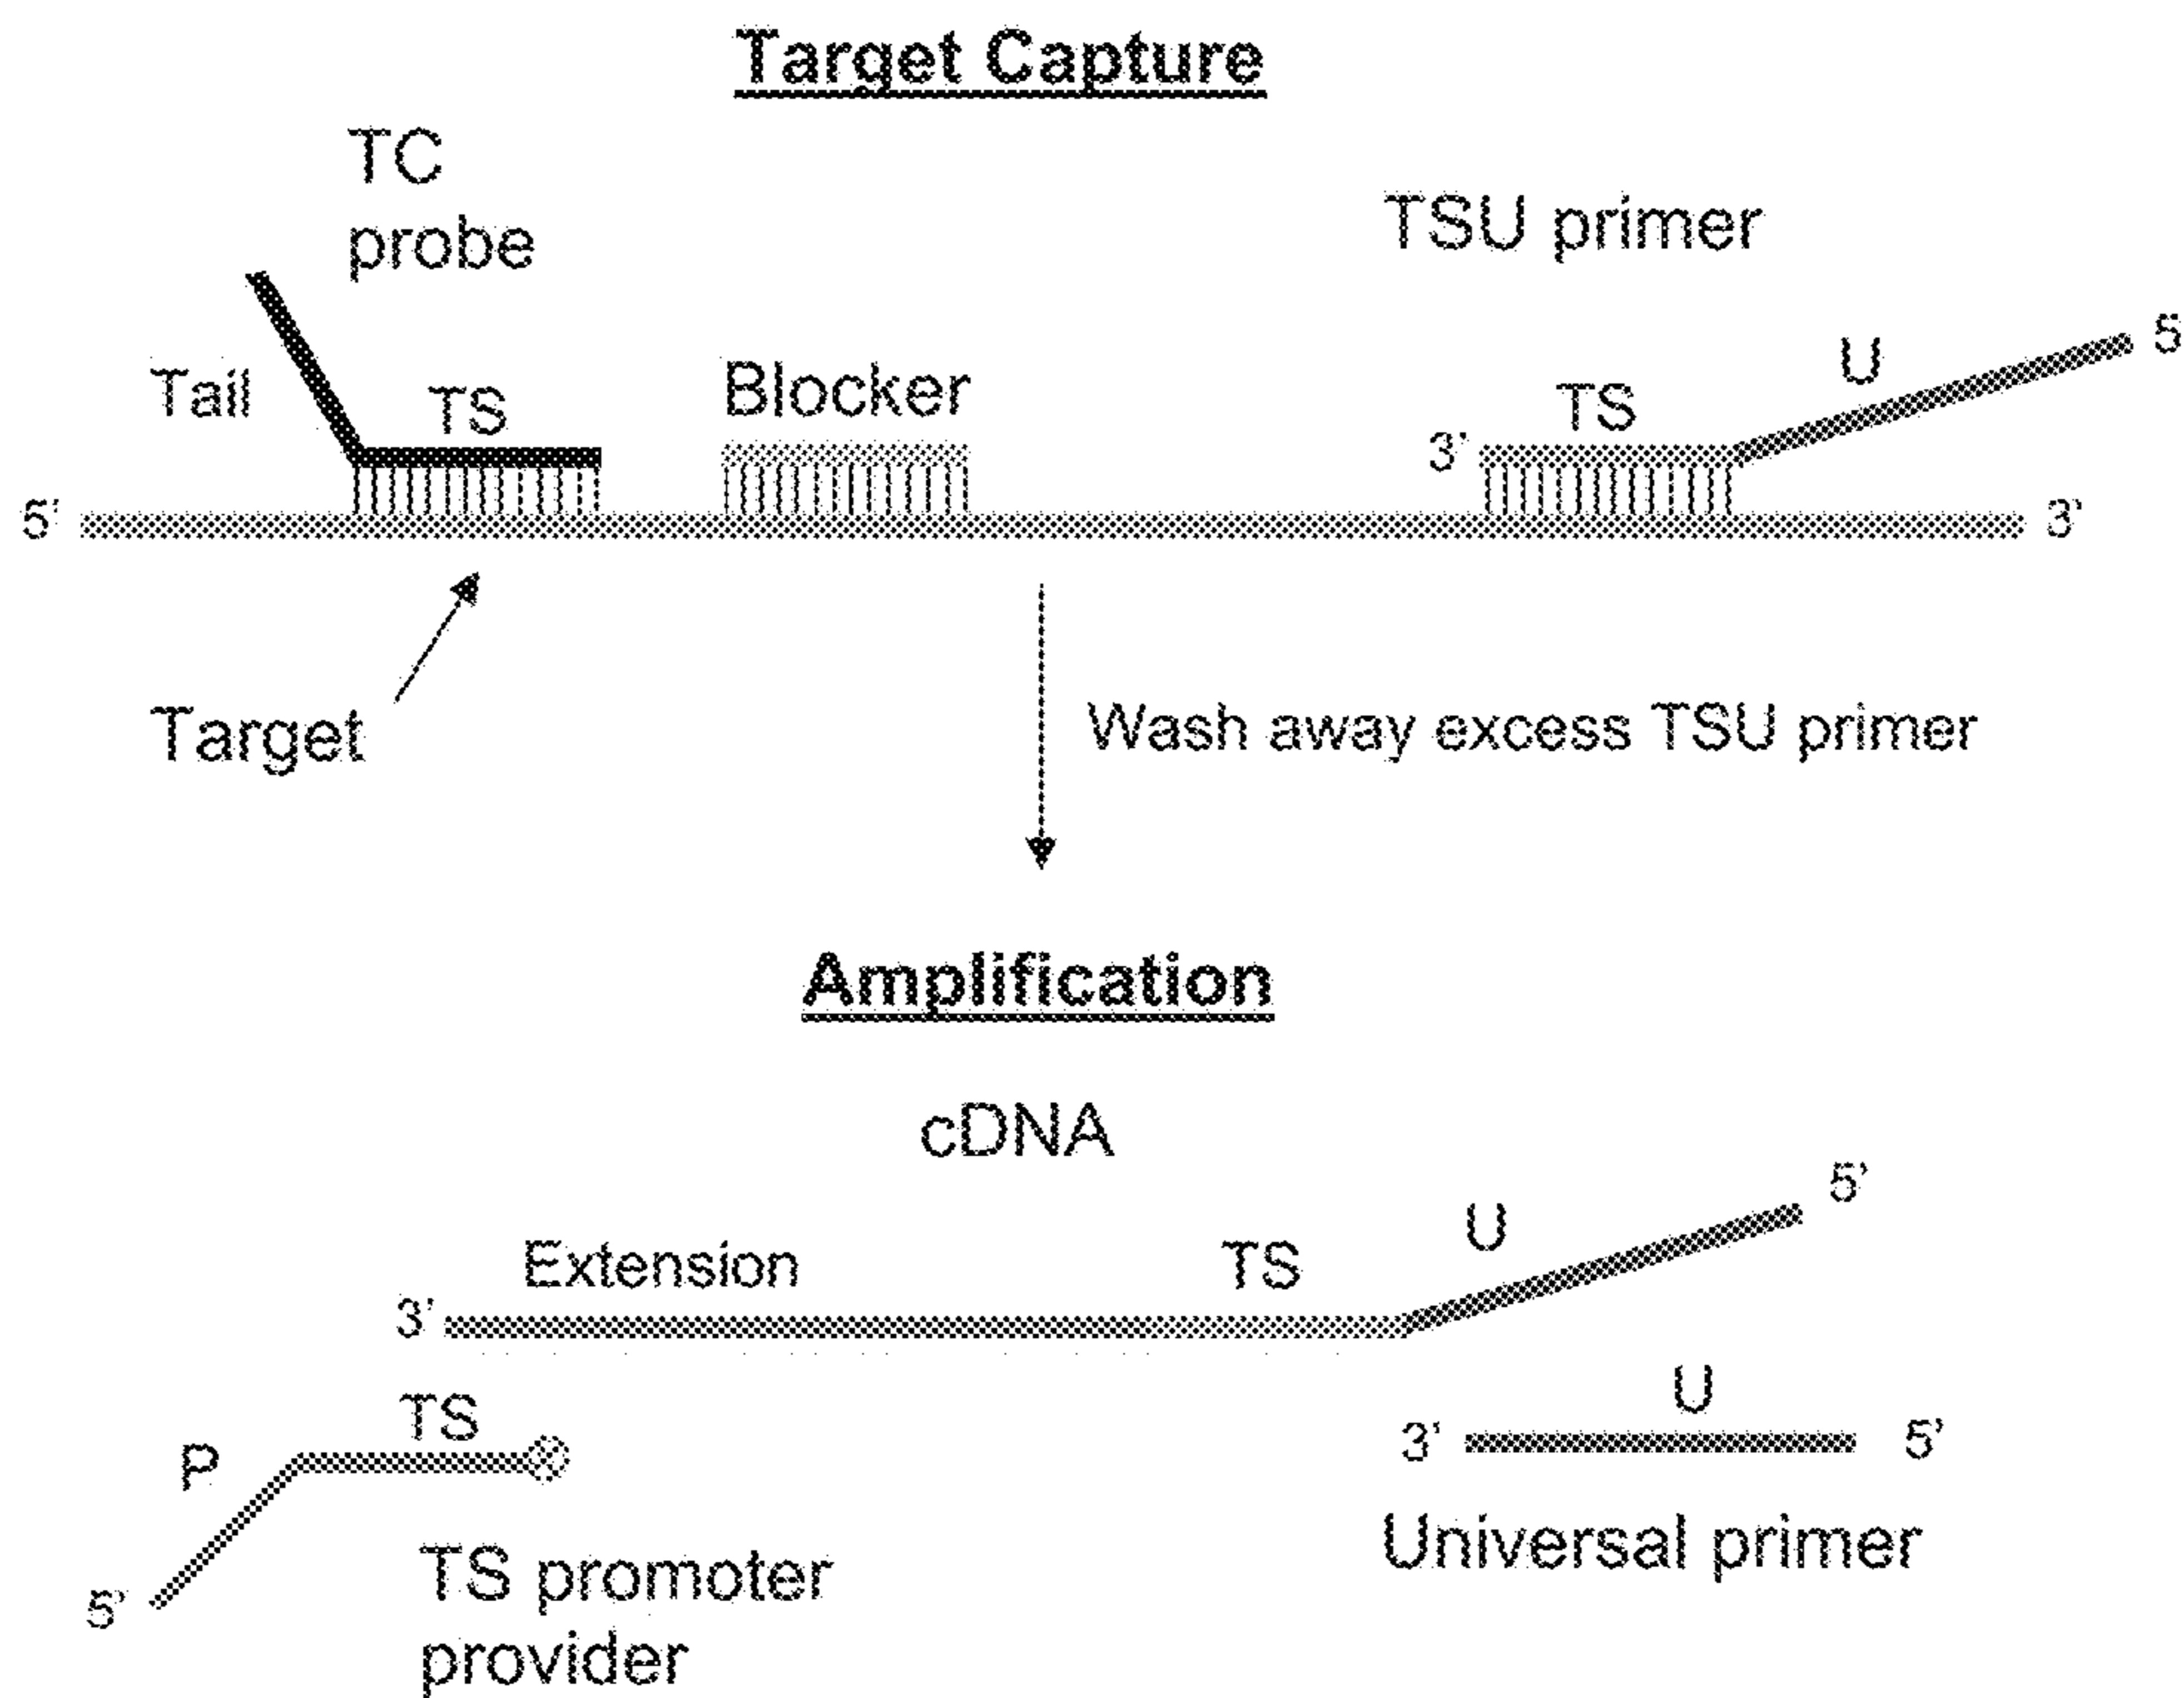 Target Capture
TC
probe
TSU primer
Tail
TS
Blocker
TS
U
5'
3'
5'
3'
Target
Wash away excess TSU primer
Amplification
cDNA
5'
U
Extension
TS
3'
U
TS
P
3'
5'
Universal primer
5'
TS promoter
provider